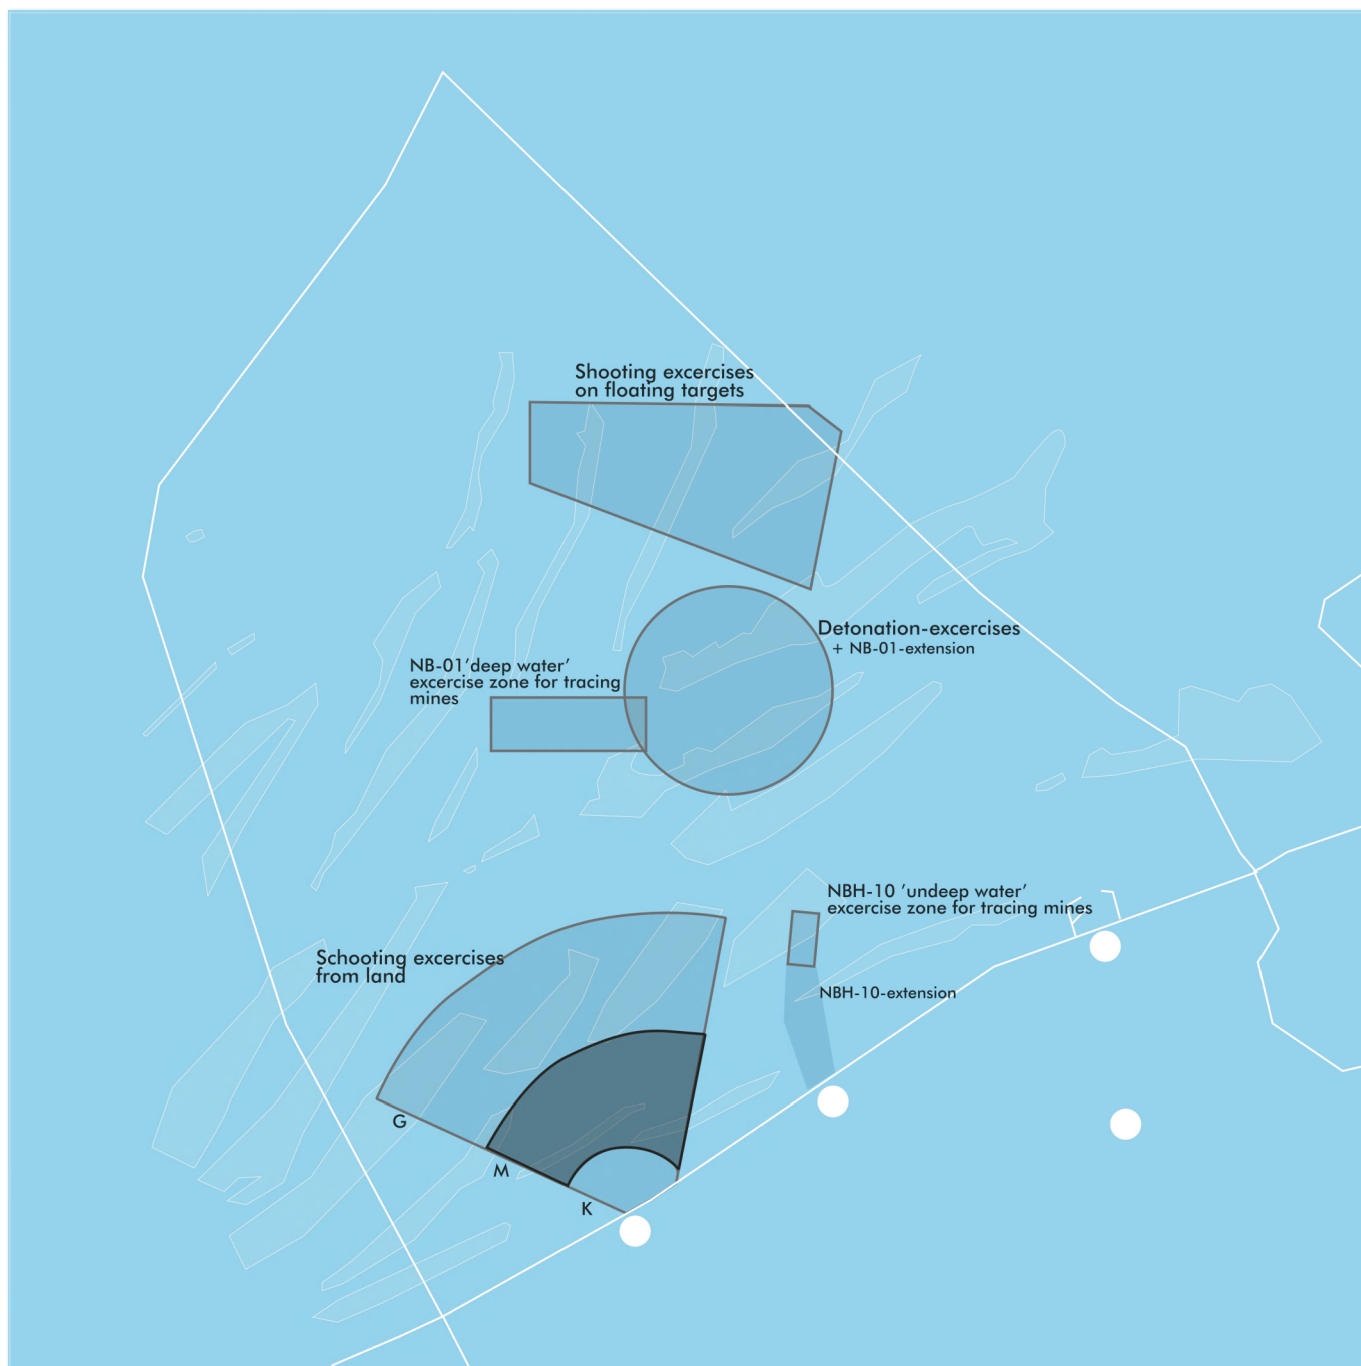 Shooting excercises
on floating targets
Detonation-excercises
+ NB-01-extension
NB-01'deep water'
excercise zone for tracing
mines
NBH-10 'undeep water'
excercise zone for tracing mines
Schooting excercises
from land
NBH-10-extension
G
M
K